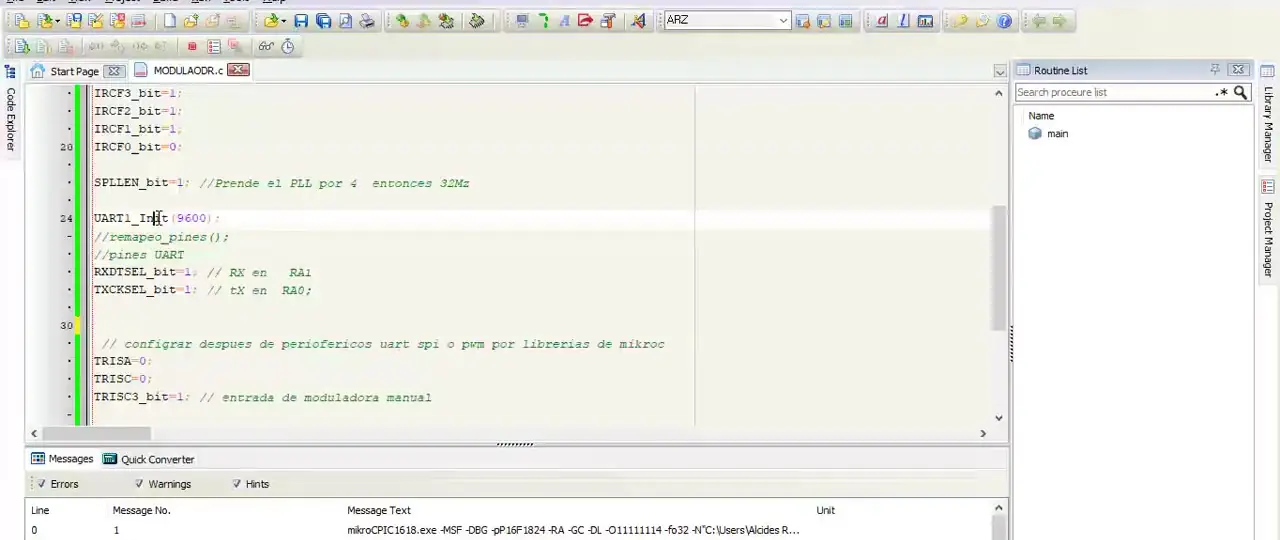 ARZ
Start Page
MODULAODR.c
Code Explorer
IRCF3_bit=1;
IRCF2_bit=1;
IRCF1_bit=1;
20 IRCF0_bit=0;
SPLLEN_bit=1; //Prende el PLL por 4 entonces 32Mz
24 UART1_Init(9600);
//remapeo_pines();
//pines UART
RXDTSEL_bit=1; // RX en RA1
TXCKSEL_bit=1; // tX en RA0;
30
// configrar despues de periofericos uart spi o pwm por librerias de mikroc
TRISA=0;
TRISC=0;
TRISC3_bit=1; // entrada de moduladora manual
Routine List
Search proceure list
.*
Name
main
Library Manager
Project Manager
Messages
Quick Converter
Errors
Warnings
Hints
Line Message No. Message Text Unit
0 1 mikroCPIC1618.exe -MSF -DBG -pP16F1824 -RA -GC -DL -O11111114 -fo32 -N"C:\Users\Alcides R...